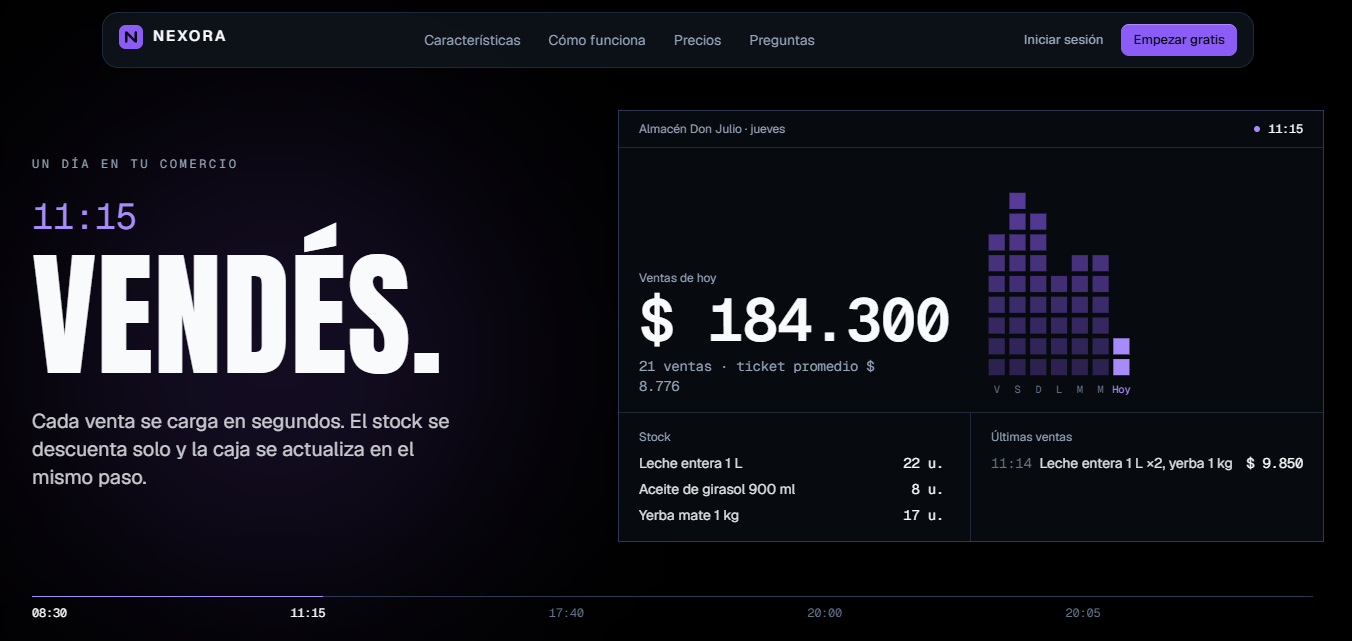 N NEXORA
Características Cómo funciona Precios Preguntas
Iniciar sesión Empezar gratis
UN DÍA EN TU COMERCIO
11:15
VENDÉS.
Cada venta se carga en segundos. El stock se
descuenta solo y la caja se actualiza en el
mismo paso.
Almacén Don Julio · jueves 11:15
Ventas de hoy
$ 184.300
21 ventas · ticket promedio $
8.776
V S D L M M Hoy
Stock
Leche entera 1 L 22 u.
Aceite de girasol 900 ml 8 u.
Yerba mate 1 kg 17 u.
Últimas ventas
11:14 Leche entera 1 L ×2, yerba 1 kg $ 9.850
08:30 11:15 17:40 20:00 20:05